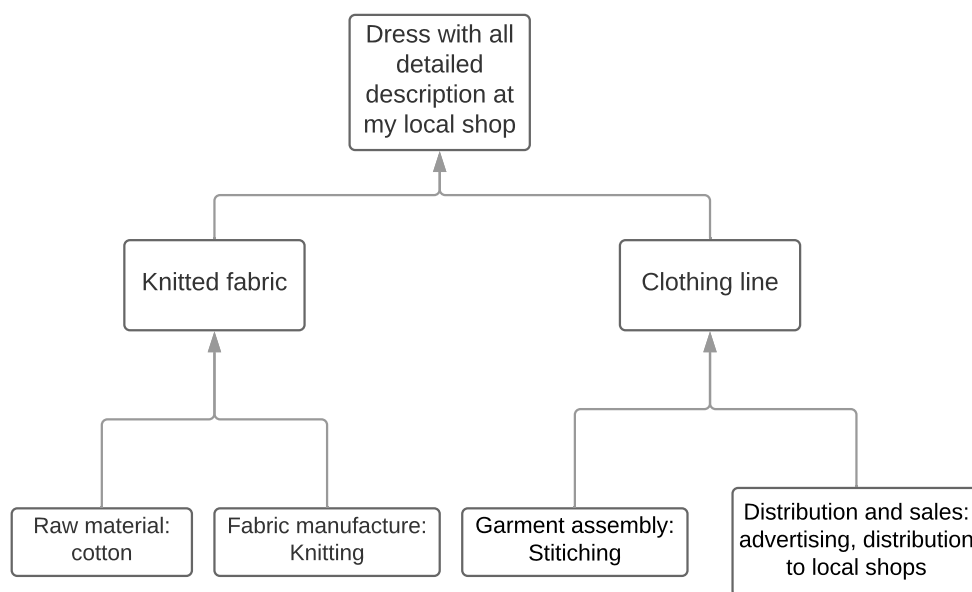 Dress with all
detailed
description at
my local shop
Knitted fabric
Clothing line
Raw material:
cotton
Fabric manufacture:
Knitting
Garment assembly:
Stitiching
Distribution and sales:
advertising, distribution
to local shops